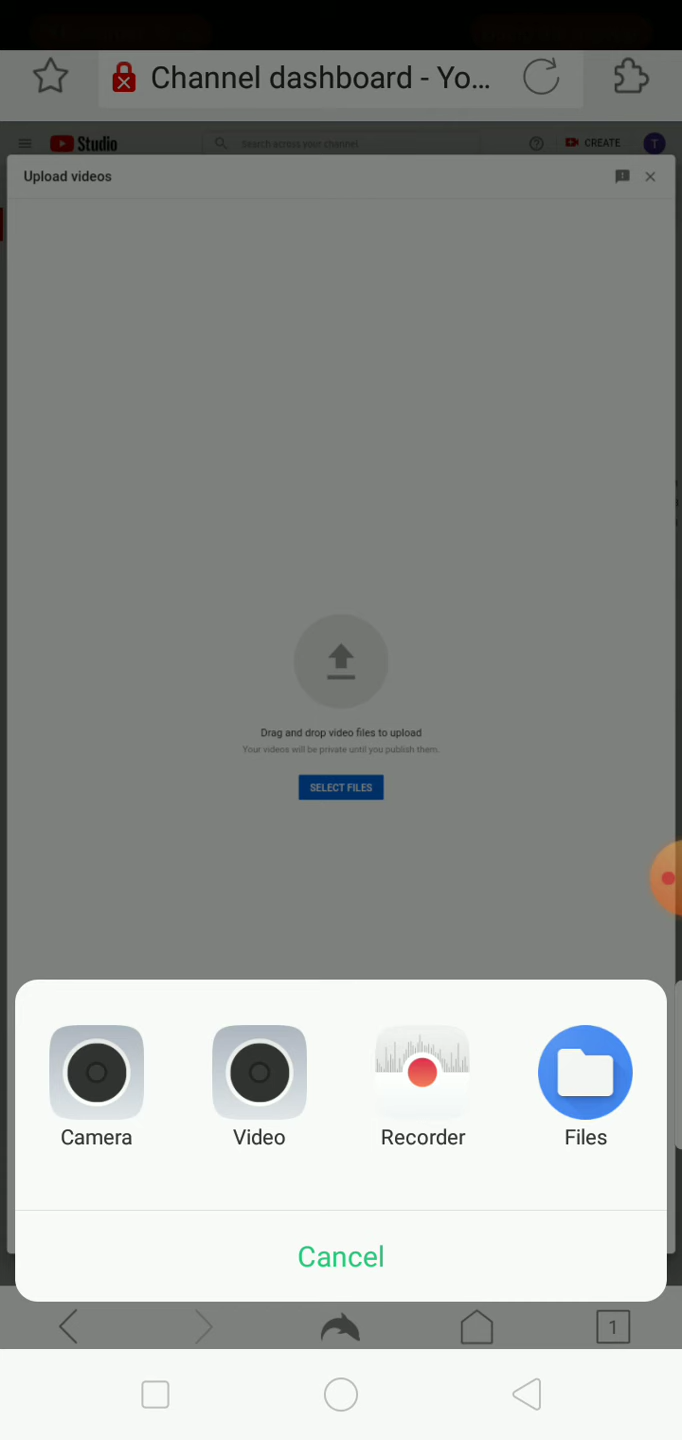 Channel dashboard - Yo...
Studio
Search across your channel
CREATE
T
Upload videos
Drag and drop video files to upload
Your videos will be private until you publish them.
SELECT FILES
Camera
Video
Recorder
Files
Cancel
1